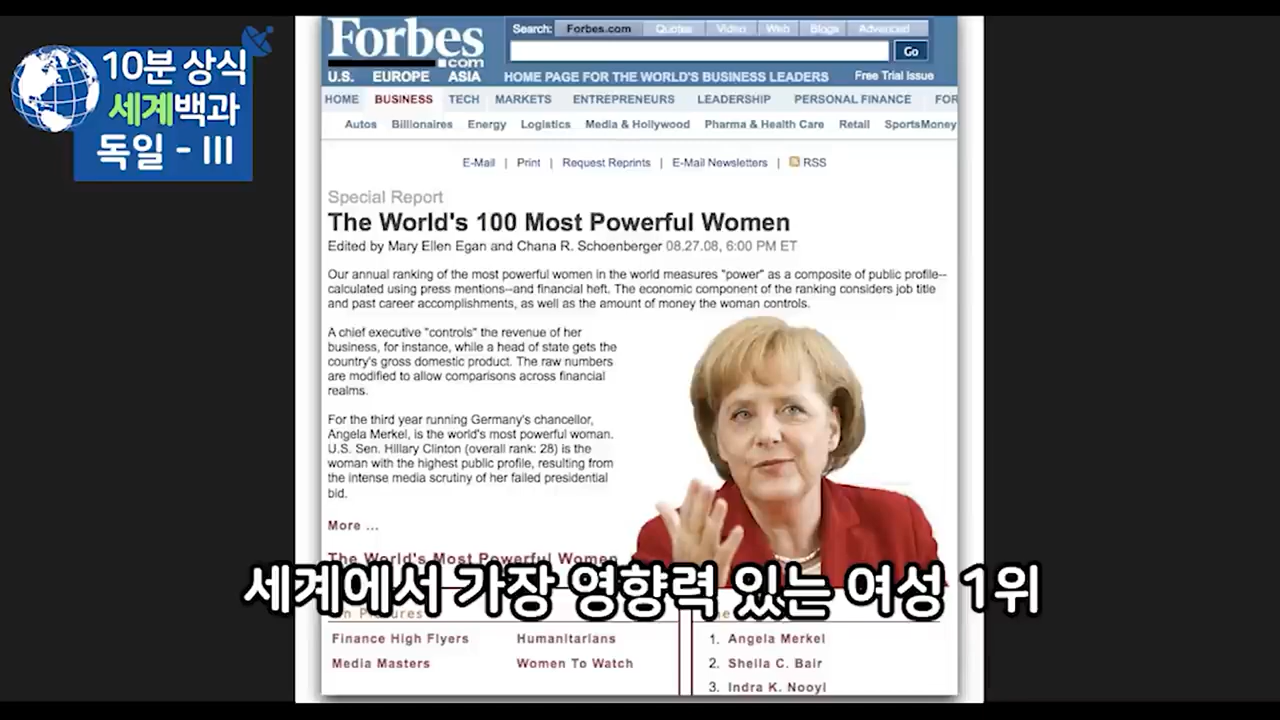 10분 상식
세계백과
독일 - III
Forbes
.com
Search: Forbes.com Quotes Video Web Blogs Advanced
Go
U.S. EUROPE ASIA HOME PAGE FOR THE WORLD'S BUSINESS LEADERS Free Trial Issue
HOME BUSINESS TECH MARKETS ENTREPRENEURS LEADERSHIP PERSONAL FINANCE FOR
Autos Billionaires Energy Logistics Media & Hollywood Pharma & Health Care Retail SportsMoney
E-Mail | Print | Request Reprints | E-Mail Newsletters | RSS
Special Report
The World's 100 Most Powerful Women
Edited by Mary Ellen Egan and Chana R. Schoenberger 08.27.08, 6:00 PM ET
Our annual ranking of the most powerful women in the world measures "power" as a composite of public profile--
calculated using press mentions--and financial heft. The economic component of the ranking considers job title
and past career accomplishments, as well as the amount of money the woman controls.
A chief executive "controls" the revenue of her
business, for instance, while a head of state gets the
country's gross domestic product. The raw numbers
are modified to allow comparisons across financial
realms.
For the third year running Germany's chancellor,
Angela Merkel, is the world's most powerful woman.
U.S. Sen. Hillary Clinton (overall rank: 28) is the
woman with the highest public profile, resulting from
the intense media scrutiny of her failed presidential
bid.
More ...
The World's Most Powerful Women
세계에서 가장 영향력 있는 여성 1위
Pictures
Finance High Flyers Humanitarians
Media Masters Women To Watch
1. Angela Merkel
2. Sheila C. Bair
3. Indra K. Nooyi